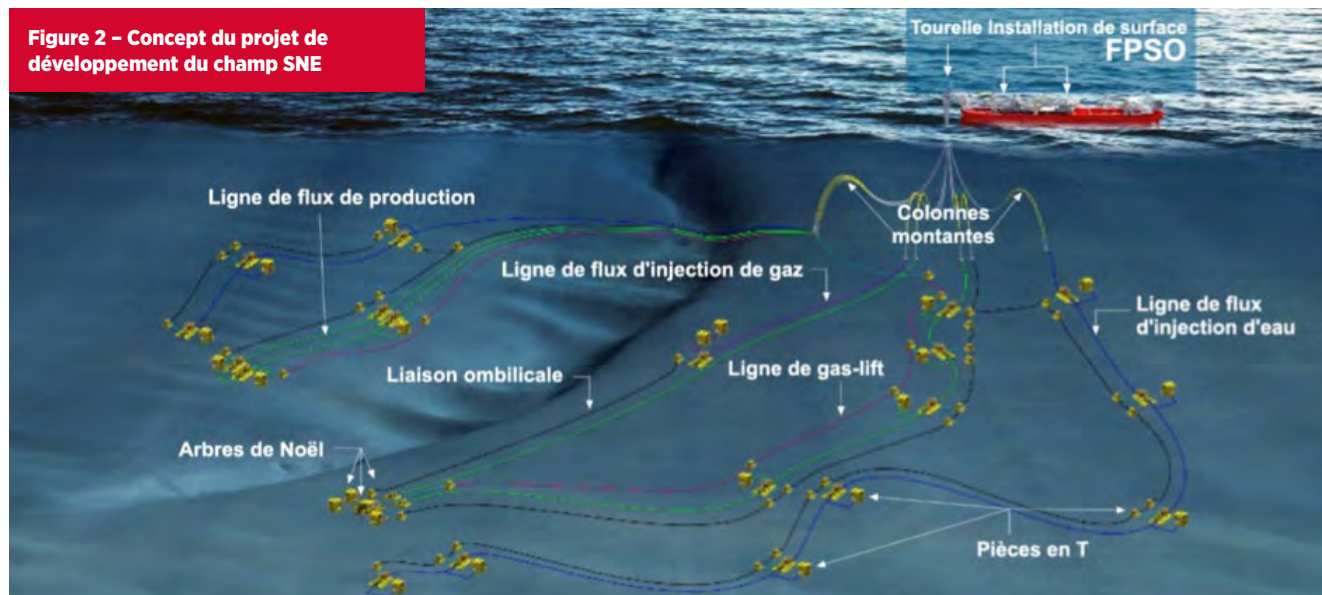 Figure 2 – Concept du projet de
développement du champ SNE
Tourelle Installation de surface
FPSO
Ligne de flux de production
Colonnes
montantes
Ligne de flux d'injection de gaz
Ligne de flux
d'injection d'eau
Liaison ombilicale
Ligne de gas-lift
Arbres de Noël
Pièces en T